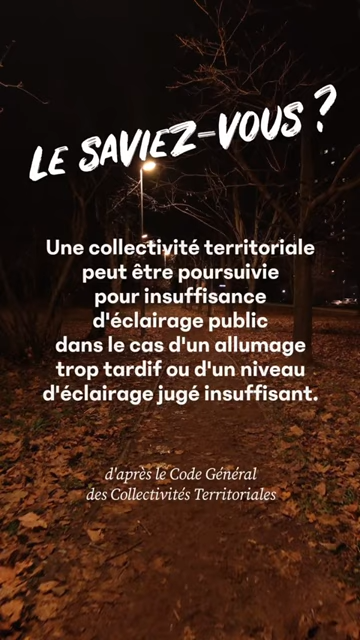 LE SAVIEZ-VOUS ?
Une collectivité territoriale
peut être poursuivie
pour insuffisance
d'éclairage public
dans le cas d'un allumage
trop tardif ou d'un niveau
d'éclairage jugé insuffisant.
d'après le Code Général
des Collectivités Territoriales